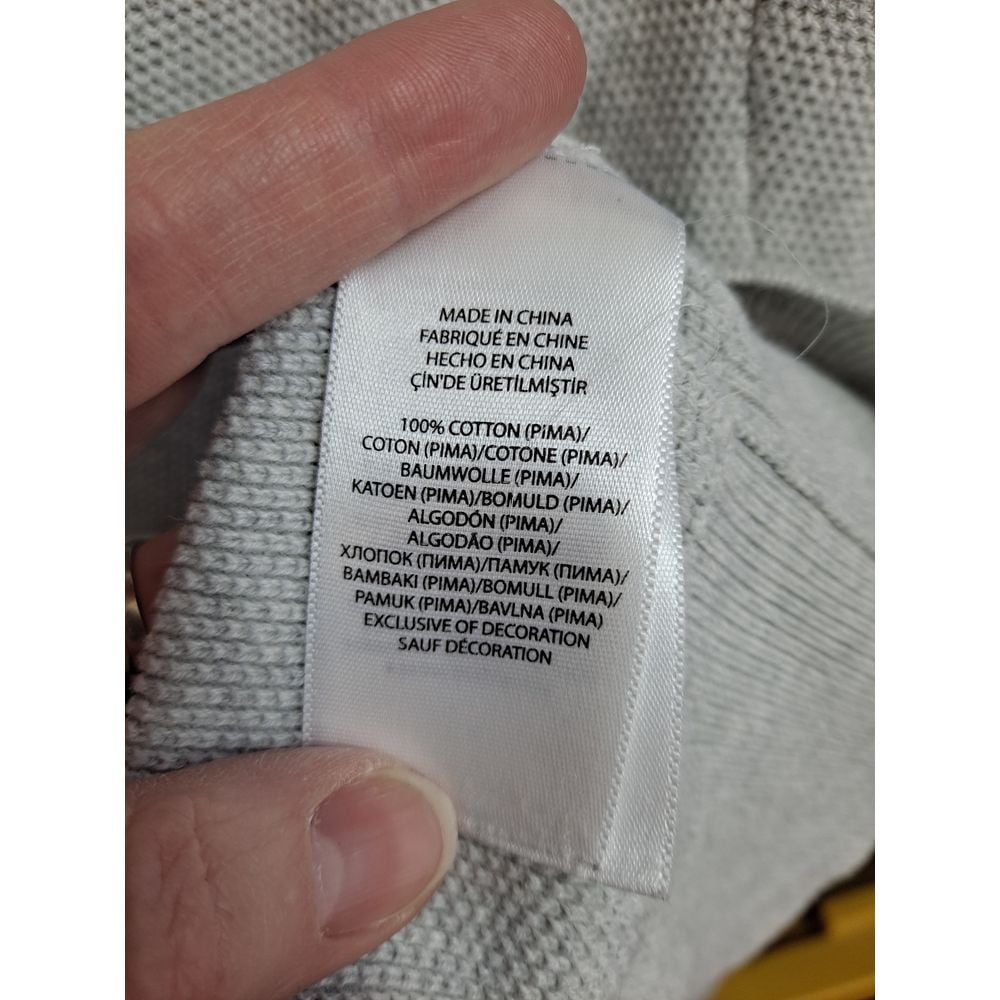 MADE IN CHINA
FABRIQUÉ EN CHINE
HECHO EN CHINA
ÇİN'DE ÜRETİLMİŞTİR
100% COTTON (PIMA)/
COTON (PIMA)/COTONE (PIMA)/
BAUMWOLLE (PIMA)/
KATOEN (PIMA)/BOMULD (PIMA)/
ALGODÓN (PIMA)/
ALGODÃO (PIMA)/
ХЛОПОК (ПИМА)/ПАМУК (ПИМА)/
BAMBAKI (PIMA)/BOMULL (PIMA)/
PAMUK (PIMA)/BAVLNA (PIMA)
EXCLUSIVE OF DECORATION
SAUF DÉCORATION